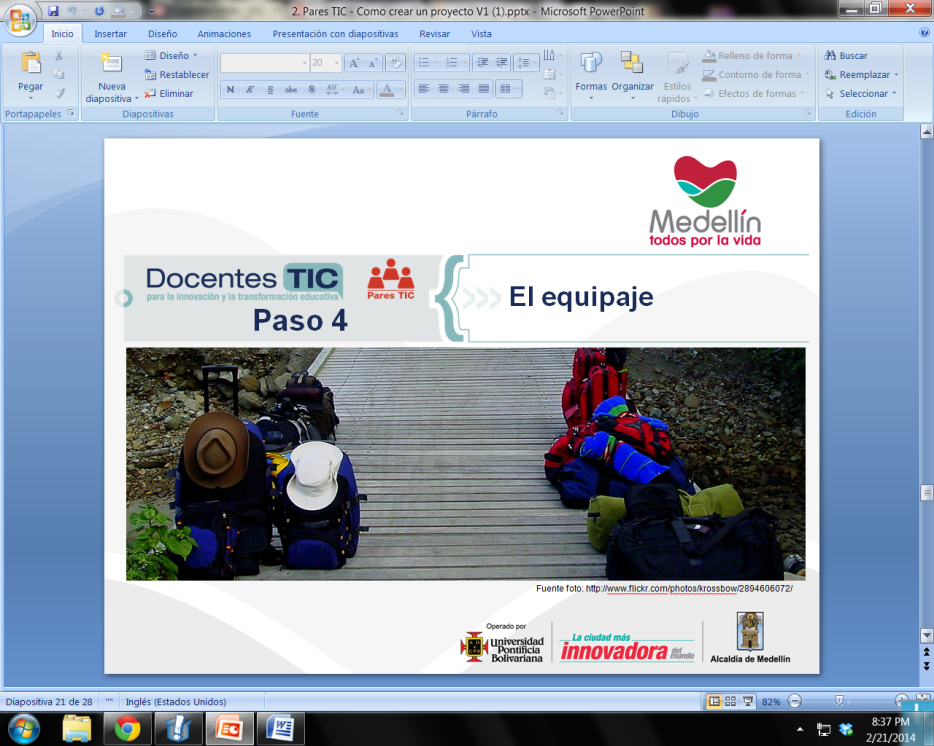 2. Pares TIC - Como crear un proyecto V1 (1).pptx - Microsoft PowerPoint
Inicio Insertar Diseño Animaciones Presentación con diapositivas Revisar Vista
Pegar
Portapapeles
Nueva diapositiva
Diseño
Restablecer
Eliminar
Diapositivas
20
N K S abc S AV Aa A
Fuente
Párrafo
Formas Organizar Estilos rápidos
Relleno de forma
Contorno de forma
Efectos de formas
Dibujo
Buscar
Reemplazar
Seleccionar
Edición
Medellín
todos por la vida
Docentes TIC
para la innovación y la transformación educativa
Pares TIC
Paso 4
El equipaje
Fuente foto: http://www.flickr.com/photos/krossbow/2894606072/
Operado por
Universidad
Pontificia
Bolivariana
La ciudad más
innovadora del mundo
Alcaldía de Medellín
Diapositiva 21 de 28 Inglés (Estados Unidos) 82%
8:37 PM
2/21/2014